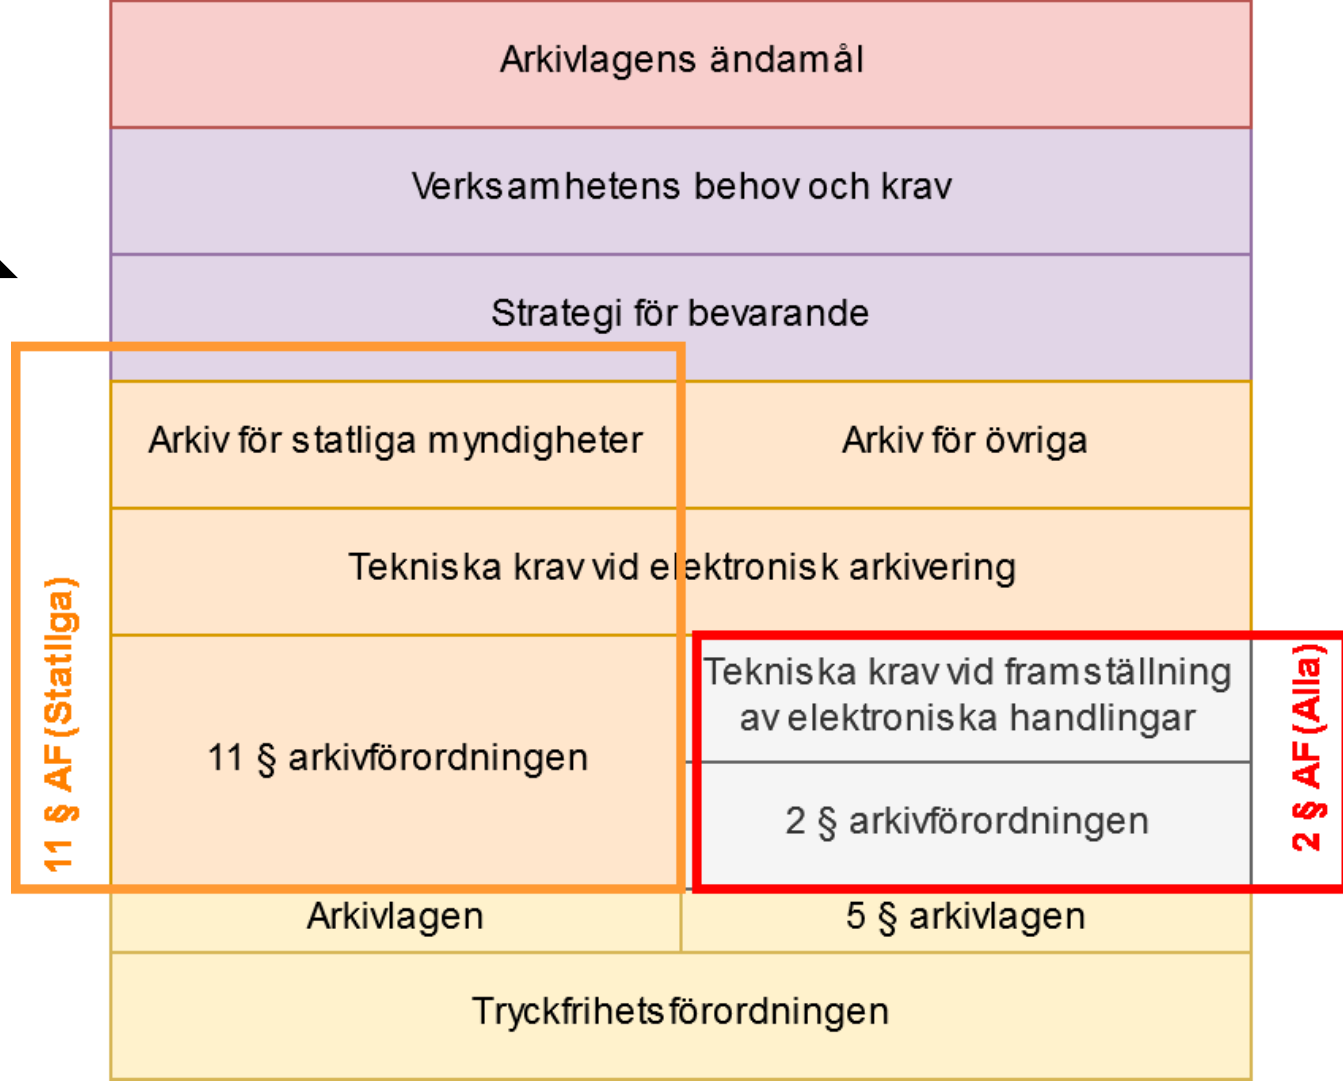 Arkivlagens ändamål
Verksamhetens behov och krav
Strategi för bevarande
Arkiv för statliga myndigheter
Arkiv för övriga
Tekniska krav vid elektronisk arkivering
11 § AF (Statliga)
11 § arkivförordningen
Tekniska krav vid framställning
av elektroniska handlingar
2 § arkivförordningen
2 § AF (Alla)
Arkivlagen
5 § arkivlagen
Tryckfrihetsförordningen